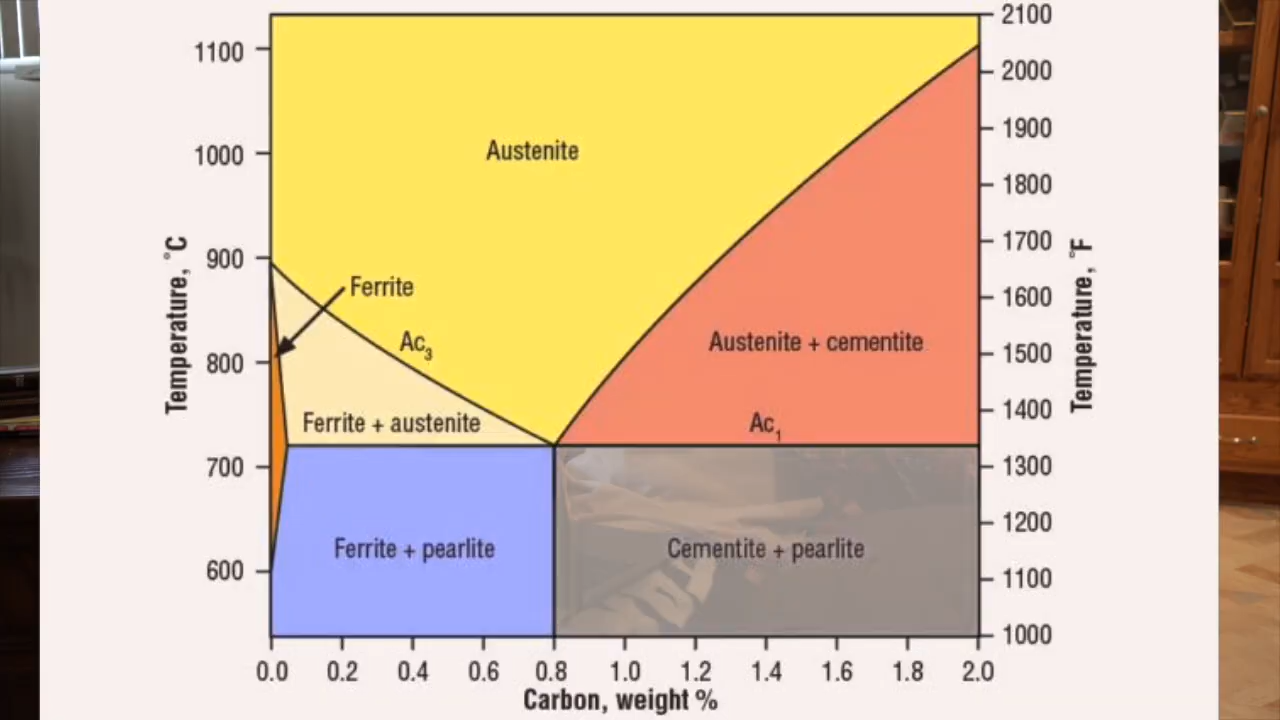 2100
1100
2000
1900
Austenite
1000
1800
1700
900
Ferrite
1600
Ac3
Austenite + cementite
800
1500
Ferrite + austenite
Ac1
1400
700
1300
1200
Ferrite + pearlite
Cementite + pearlite
600
1100
1000
Temperature, °C
Temperature, °F
0.0 0.2 0.4 0.6 0.8 1.0 1.2 1.4 1.6 1.8 2.0
Carbon, weight %